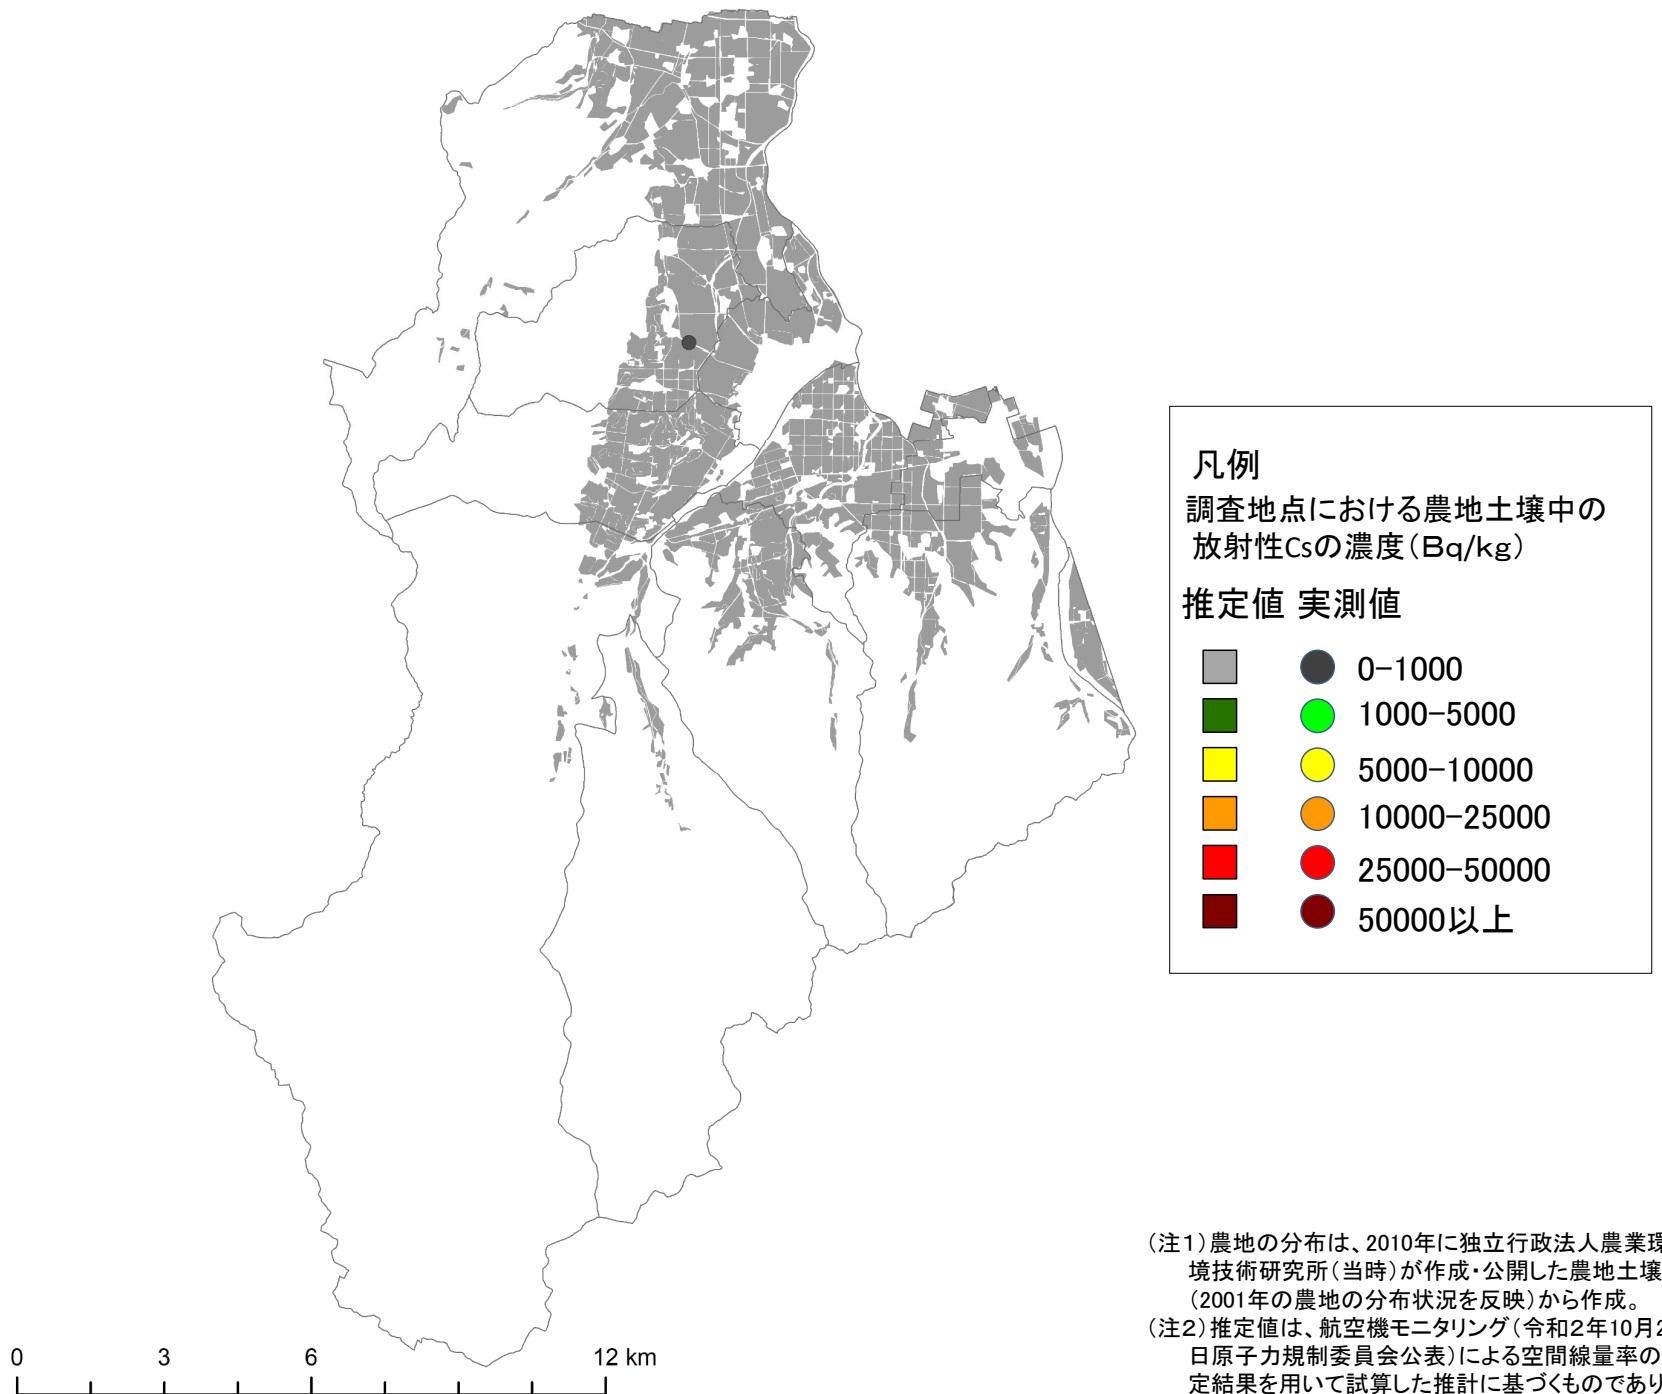 凡例
調査地点における農地土壌中の
放射性Csの濃度（Bq/kg）
推定値 実測値
0-1000
1000-5000
5000-10000
10000-25000
25000-50000
50000以上
（注1）農地の分布は、2010年に独立行政法人農業環
境技術研究所（当時）が作成・公開した農地土壌
（2001年の農地の分布状況を反映）から作成。
（注2）推定値は、航空機モニタリング（令和2年10月2
日原子力規制委員会公表）による空間線量率の
定結果を用いて試算した推計に基づくものであり
0 3 6 12 km